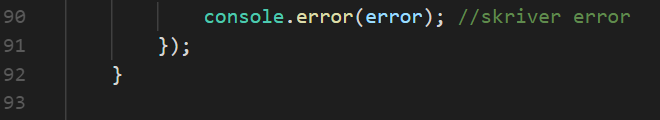 90 console.error(error); //skriver error
91 });
92 }
93